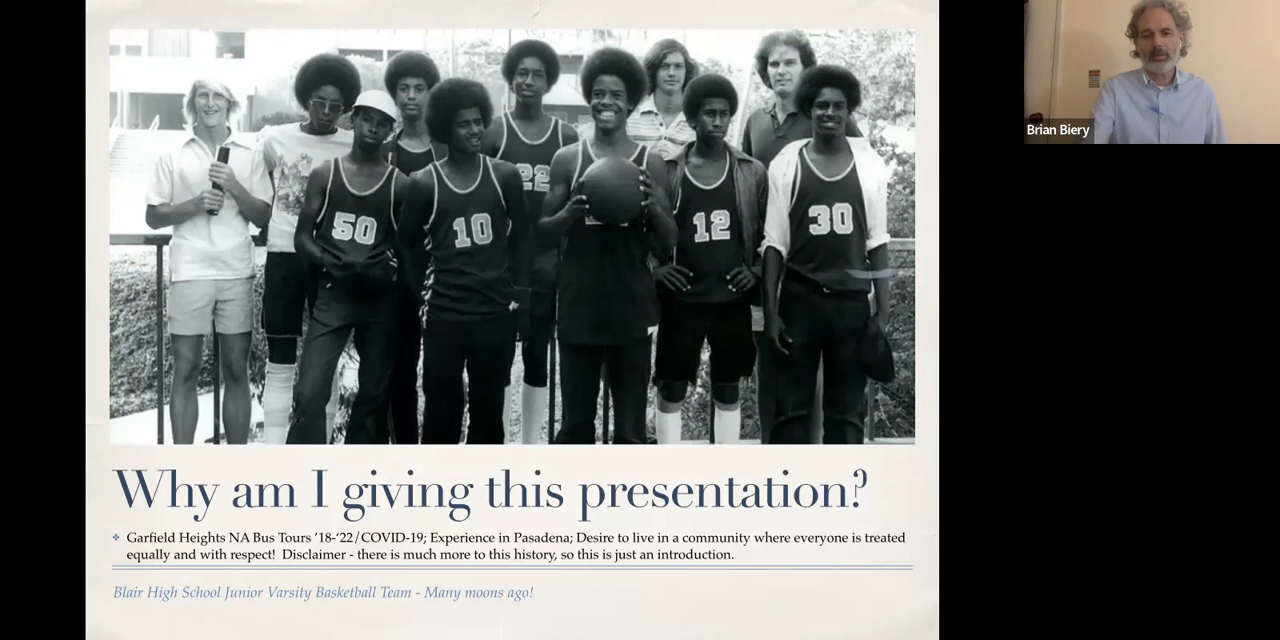 50
10
22
12
30
Brian Biery
Why am I giving this presentation?
Garfield Heights NA Bus Tours ’18-‘22/COVID-19; Experience in Pasadena; Desire to live in a community where everyone is treated
equally and with respect! Disclaimer - there is much more to this history, so this is just an introduction.
Blair High School Junior Varsity Basketball Team - Many moons ago!